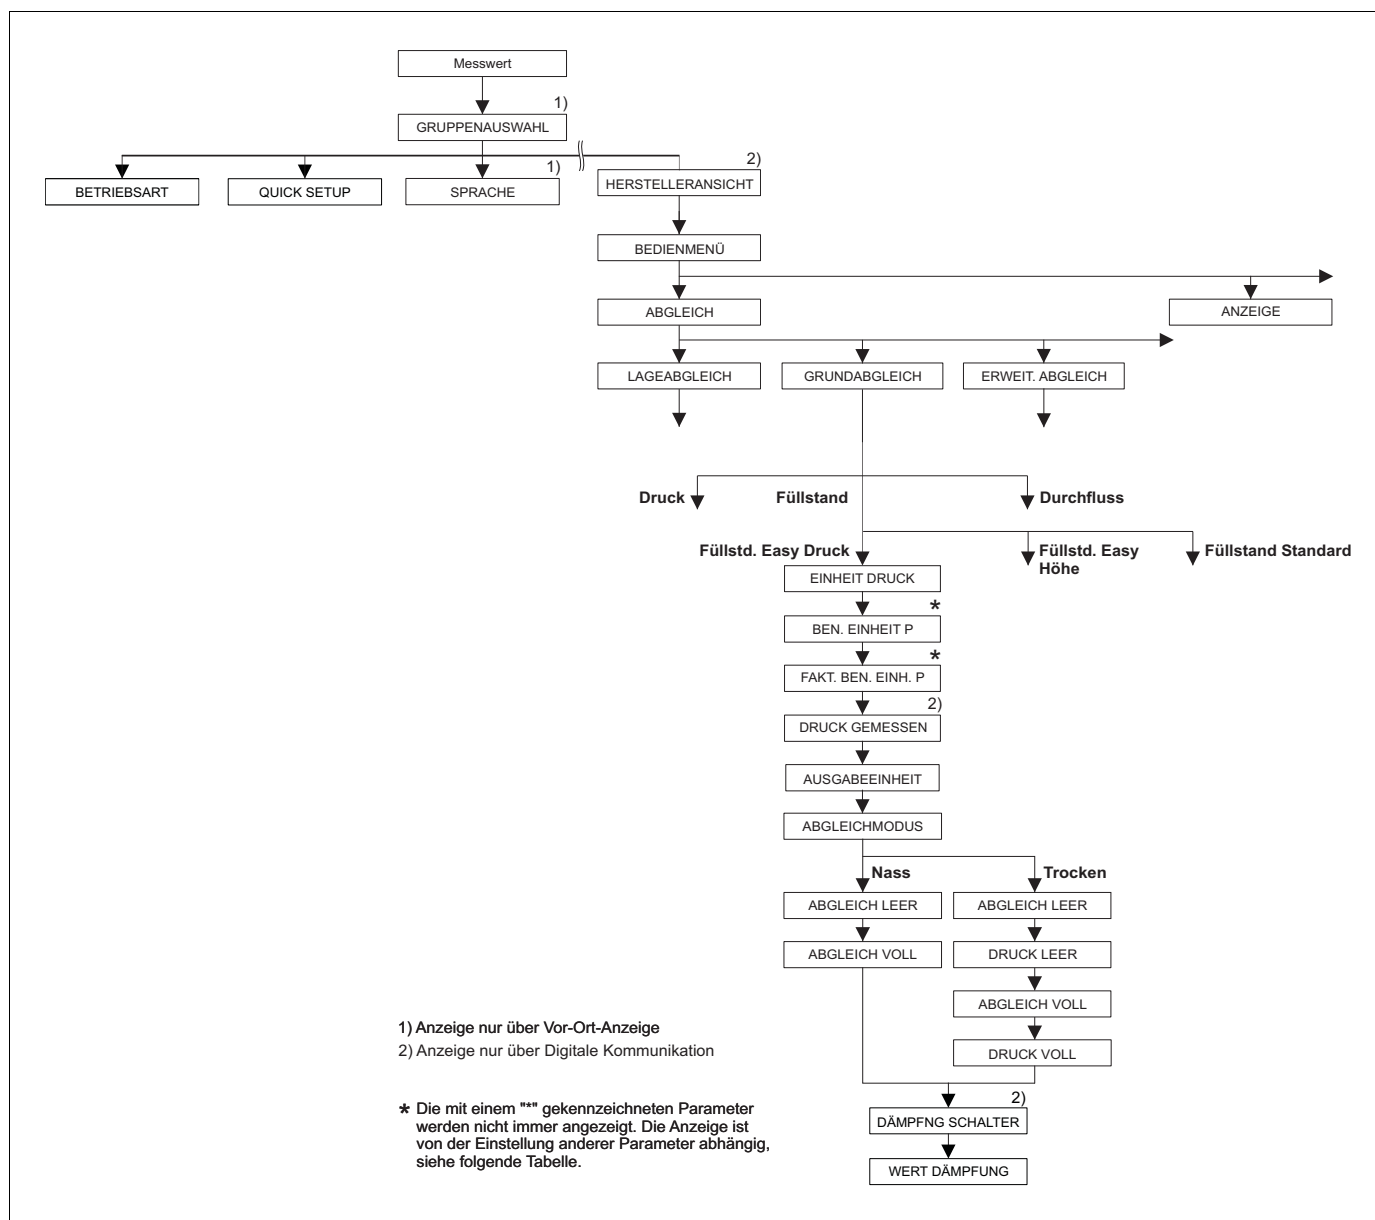 Messwert
1)
GRUPPENAUSWAHL
1)
2)
BETRIEBSART
QUICK SETUP
SPRACHE
HERSTELLERANSICHT
BEDIENMENÜ
ABGLEICH
ANZEIGE
LAGEABGLEICH
GRUNDABGLEICH
ERWEIT. ABGLEICH
Druck
Füllstand
Durchfluss
Füllstd. Easy Druck
Füllstd. Easy
Höhe
Füllstand Standard
EINHEIT DRUCK
*
BEN. EINHEIT P
*
FAKT. BEN. EINH. P
2)
DRUCK GEMESSEN
AUSGABEEINHEIT
ABGLEICHMODUS
Nass
Trocken
ABGLEICH LEER
ABGLEICH LEER
ABGLEICH VOLL
DRUCK LEER
ABGLEICH VOLL
DRUCK VOLL
1) Anzeige nur über Vor-Ort-Anzeige
2) Anzeige nur über Digitale Kommunikation
2)
* Die mit einem "*" gekennzeichneten Parameter
werden nicht immer angezeigt. Die Anzeige ist
von der Einstellung anderer Parameter abhängig,
siehe folgende Tabelle.
DÄMPFNG SCHALTER
WERT DÄMPFUNG